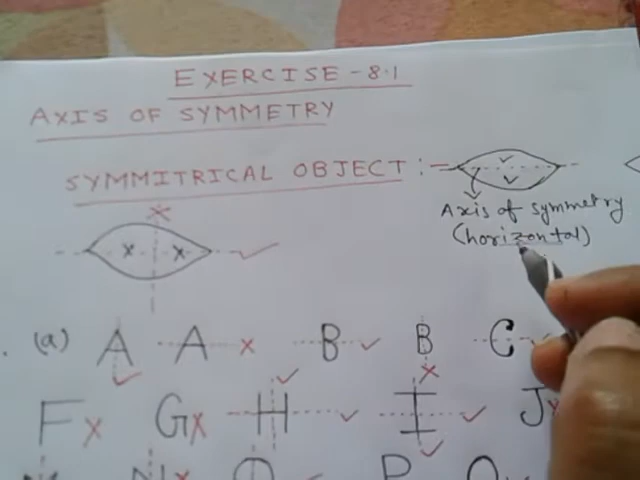 EXERCISE - 8.1
AXIS OF SYMMETRY
SYMMITRICAL OBJECT :-
Axis of symmetry
(horizontal)
(a) A A B B C
F G H I J
N O P Q